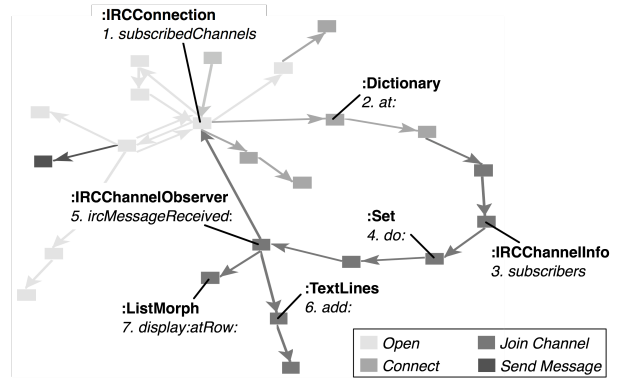 :IRCConnection
1. subscribedChannels
:Dictionary
2. at:
:IRCChannelObserver
5. ircMessageReceived:
:Set
4. do:
:IRCChannelInfo
3. subscribers
:ListMorph
7. display:atRow:
:TextLines
6. add:
Open
Join Channel
Connect
Send Message